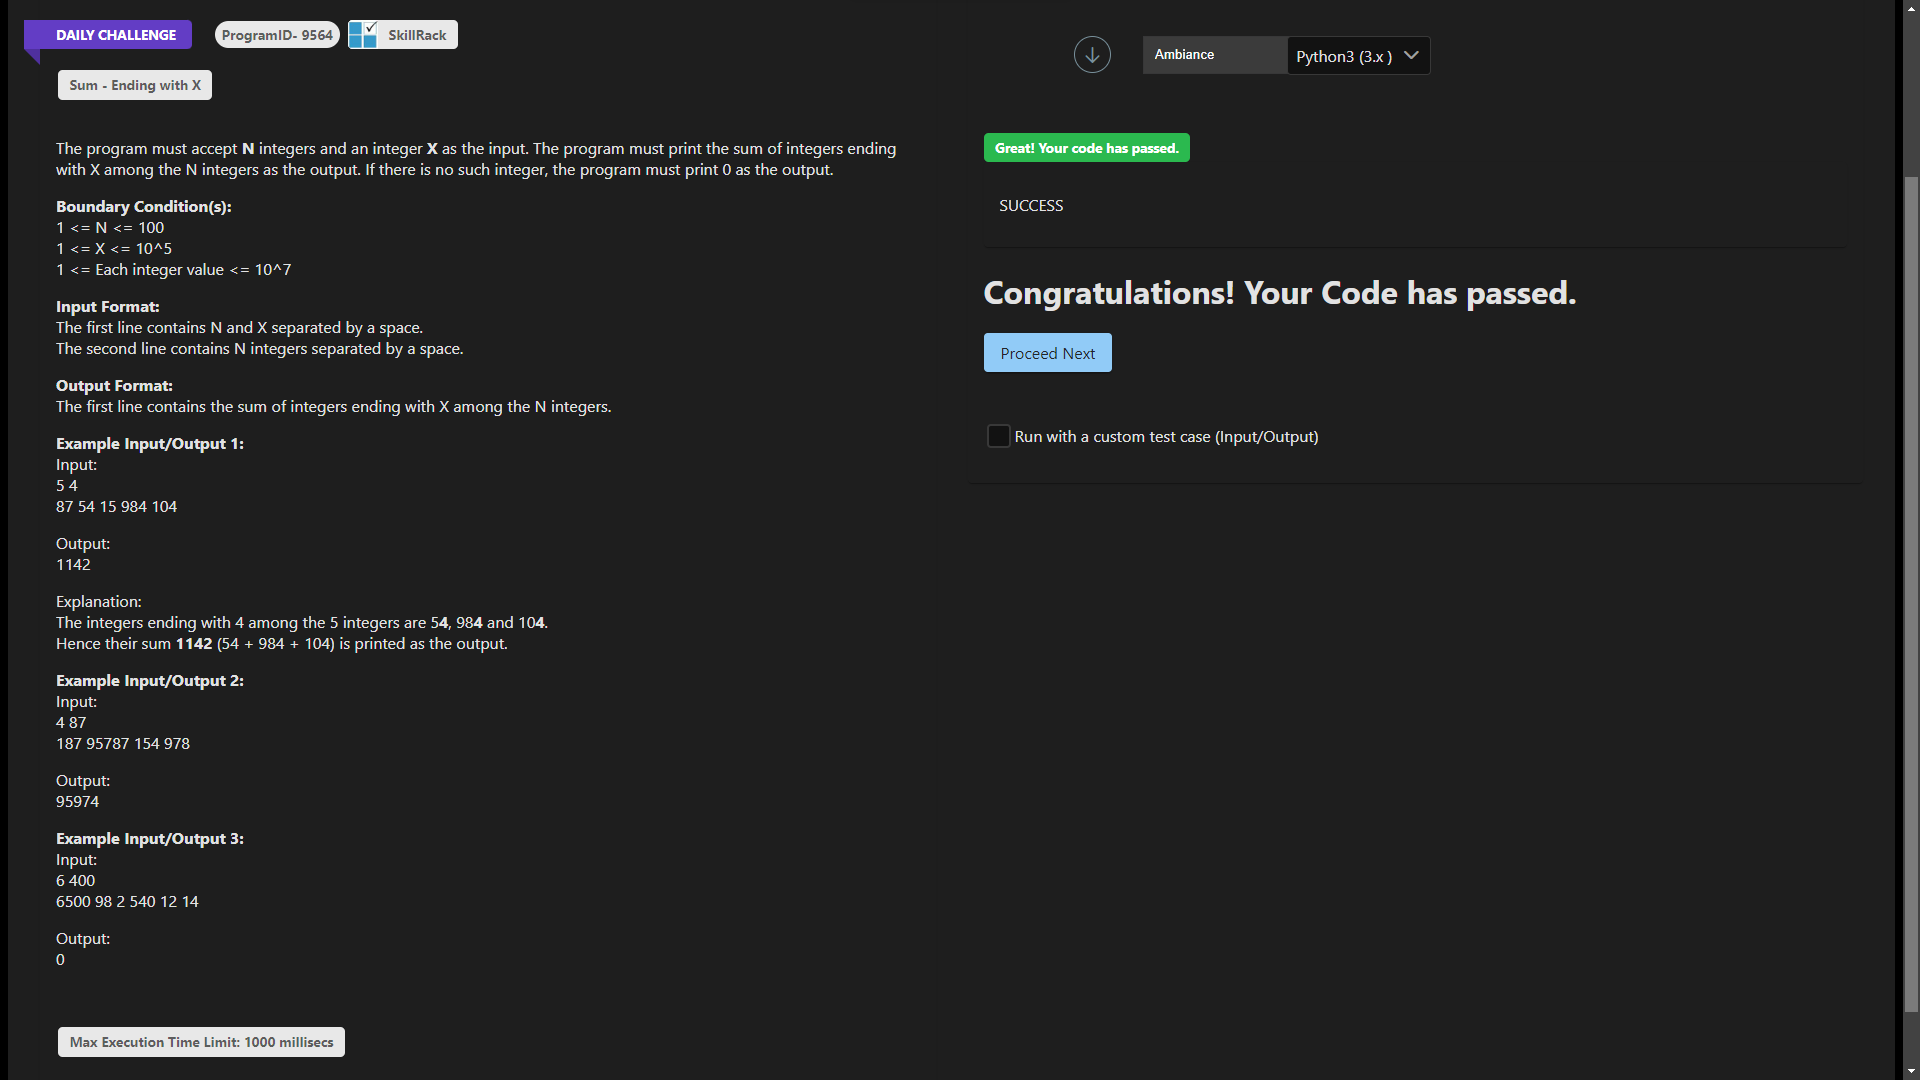 DAILY CHALLENGE
ProgramID- 9564
SkillRack
Ambiance
Python3 (3.x )
Sum - Ending with X
The program must accept N integers and an integer X as the input. The program must print the sum of integers ending
with X among the N integers as the output. If there is no such integer, the program must print 0 as the output.
Boundary Condition(s):
1 <= N <= 100
1 <= X <= 10^5
1 <= Each integer value <= 10^7
Input Format:
The first line contains N and X separated by a space.
The second line contains N integers separated by a space.
Output Format:
The first line contains the sum of integers ending with X among the N integers.
Example Input/Output 1:
Input:
5 4
87 54 15 984 104
Output:
1142
Explanation:
The integers ending with 4 among the 5 integers are 54, 984 and 104.
Hence their sum 1142 (54 + 984 + 104) is printed as the output.
Example Input/Output 2:
Input:
4 87
187 95787 154 978
Output:
95974
Example Input/Output 3:
Input:
6 400
6500 98 2 540 12 14
Output:
0
Max Execution Time Limit: 1000 millisecs
Great! Your code has passed.
SUCCESS
Congratulations! Your Code has passed.
Proceed Next
Run with a custom test case (Input/Output)